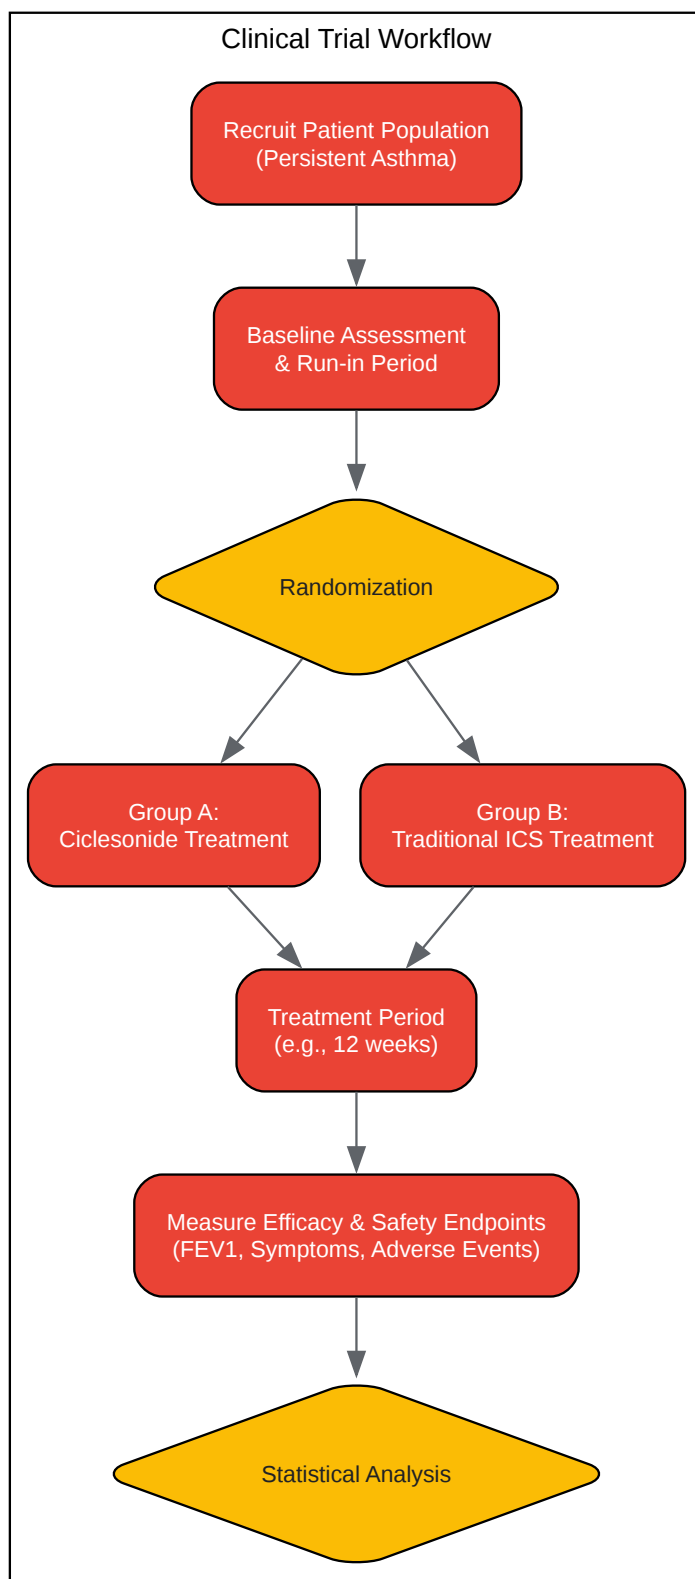 Clinical Trial Workflow
Recruit Patient Population
(Persistent Asthma)
Baseline Assessment
& Run-in Period
Randomization
Group A:
Ciclesonide Treatment
Group B:
Traditional ICS Treatment
Treatment Period
(e.g., 12 weeks)
Measure Efficacy & Safety Endpoints
(FEV1, Symptoms, Adverse Events)
Statistical Analysis